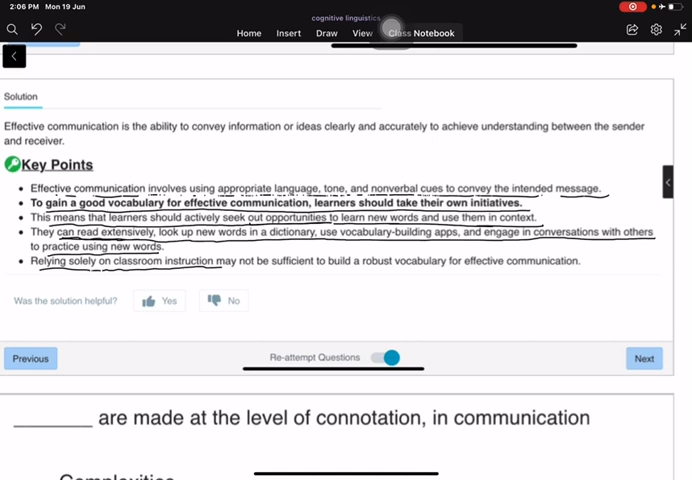 2:06 PM Mon 19 Jun
cognitive linguistics
Home Insert Draw View Class Notebook
Solution
Effective communication is the ability to convey information or ideas clearly and accurately to achieve understanding between the sender
and receiver.
Key Points
• Effective communication involves using appropriate language, tone, and nonverbal cues to convey the intended message.
• To gain a good vocabulary for effective communication, learners should take their own initiatives.
• This means that learners should actively seek out opportunities to learn new words and use them in context.
• They can read extensively, look up new words in a dictionary, use vocabulary-building apps, and engage in conversations with others
to practice using new words.
• Relying solely on classroom instruction may not be sufficient to build a robust vocabulary for effective communication.
Was the solution helpful? Yes No
Previous Re-attempt Questions Next
________ are made at the level of connotation, in communication
Complexities